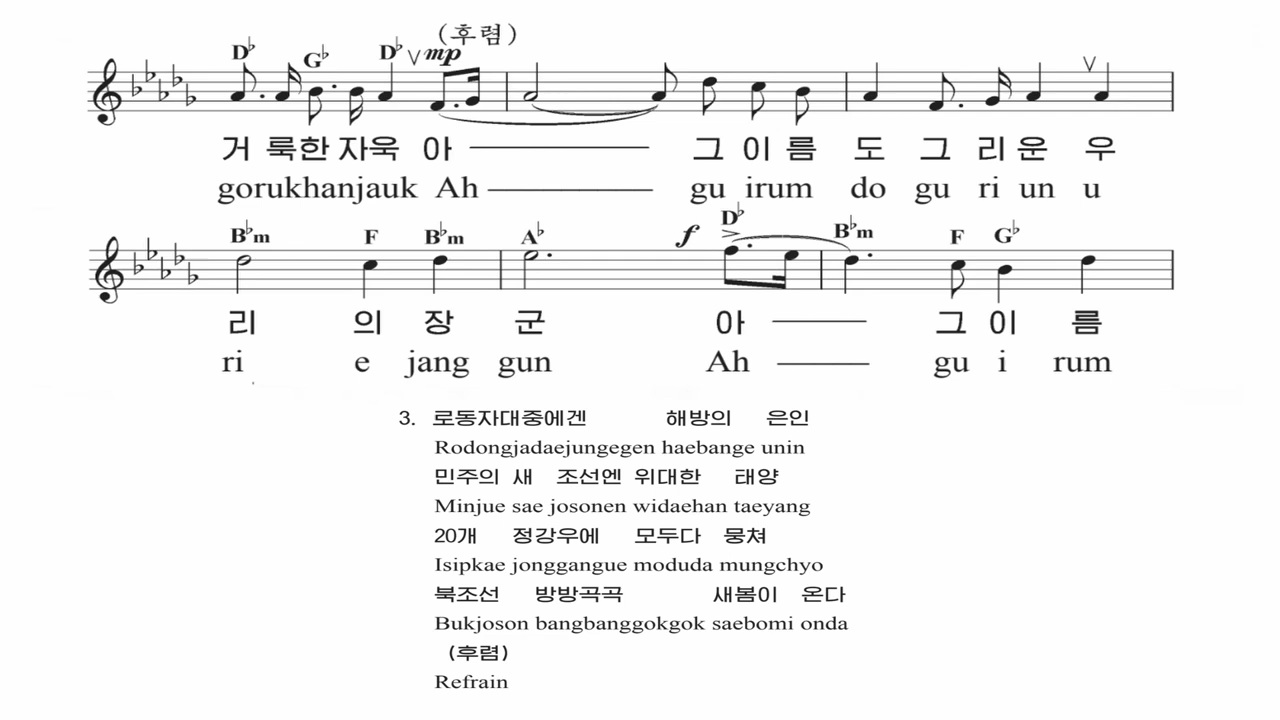 (후렴)
D♭ G♭ D♭ mp
거 룩한 자욱 아 그 이 름 도 그 리 운 우
gorukhanjauk Ah gu irum do gu ri un u
B♭m F B♭m A♭ f D♭ B♭m F G♭
리 의 장 군 아 그 이 름
ri e jang gun Ah gu i rum
3. 로동자대중에겐 해방의 은인
Rodongjadaejungegen haebange unin
민주의 새 조선엔 위대한 태양
Minjue sae josonen widaehan taeyang
20개 정강우에 모두다 뭉쳐
Isipkae jonggangue moduda mungchyo
북조선 방방곡곡 새봄이 온다
Bukjoson bangbanggokgok saebomi onda
(후렴)
Refrain